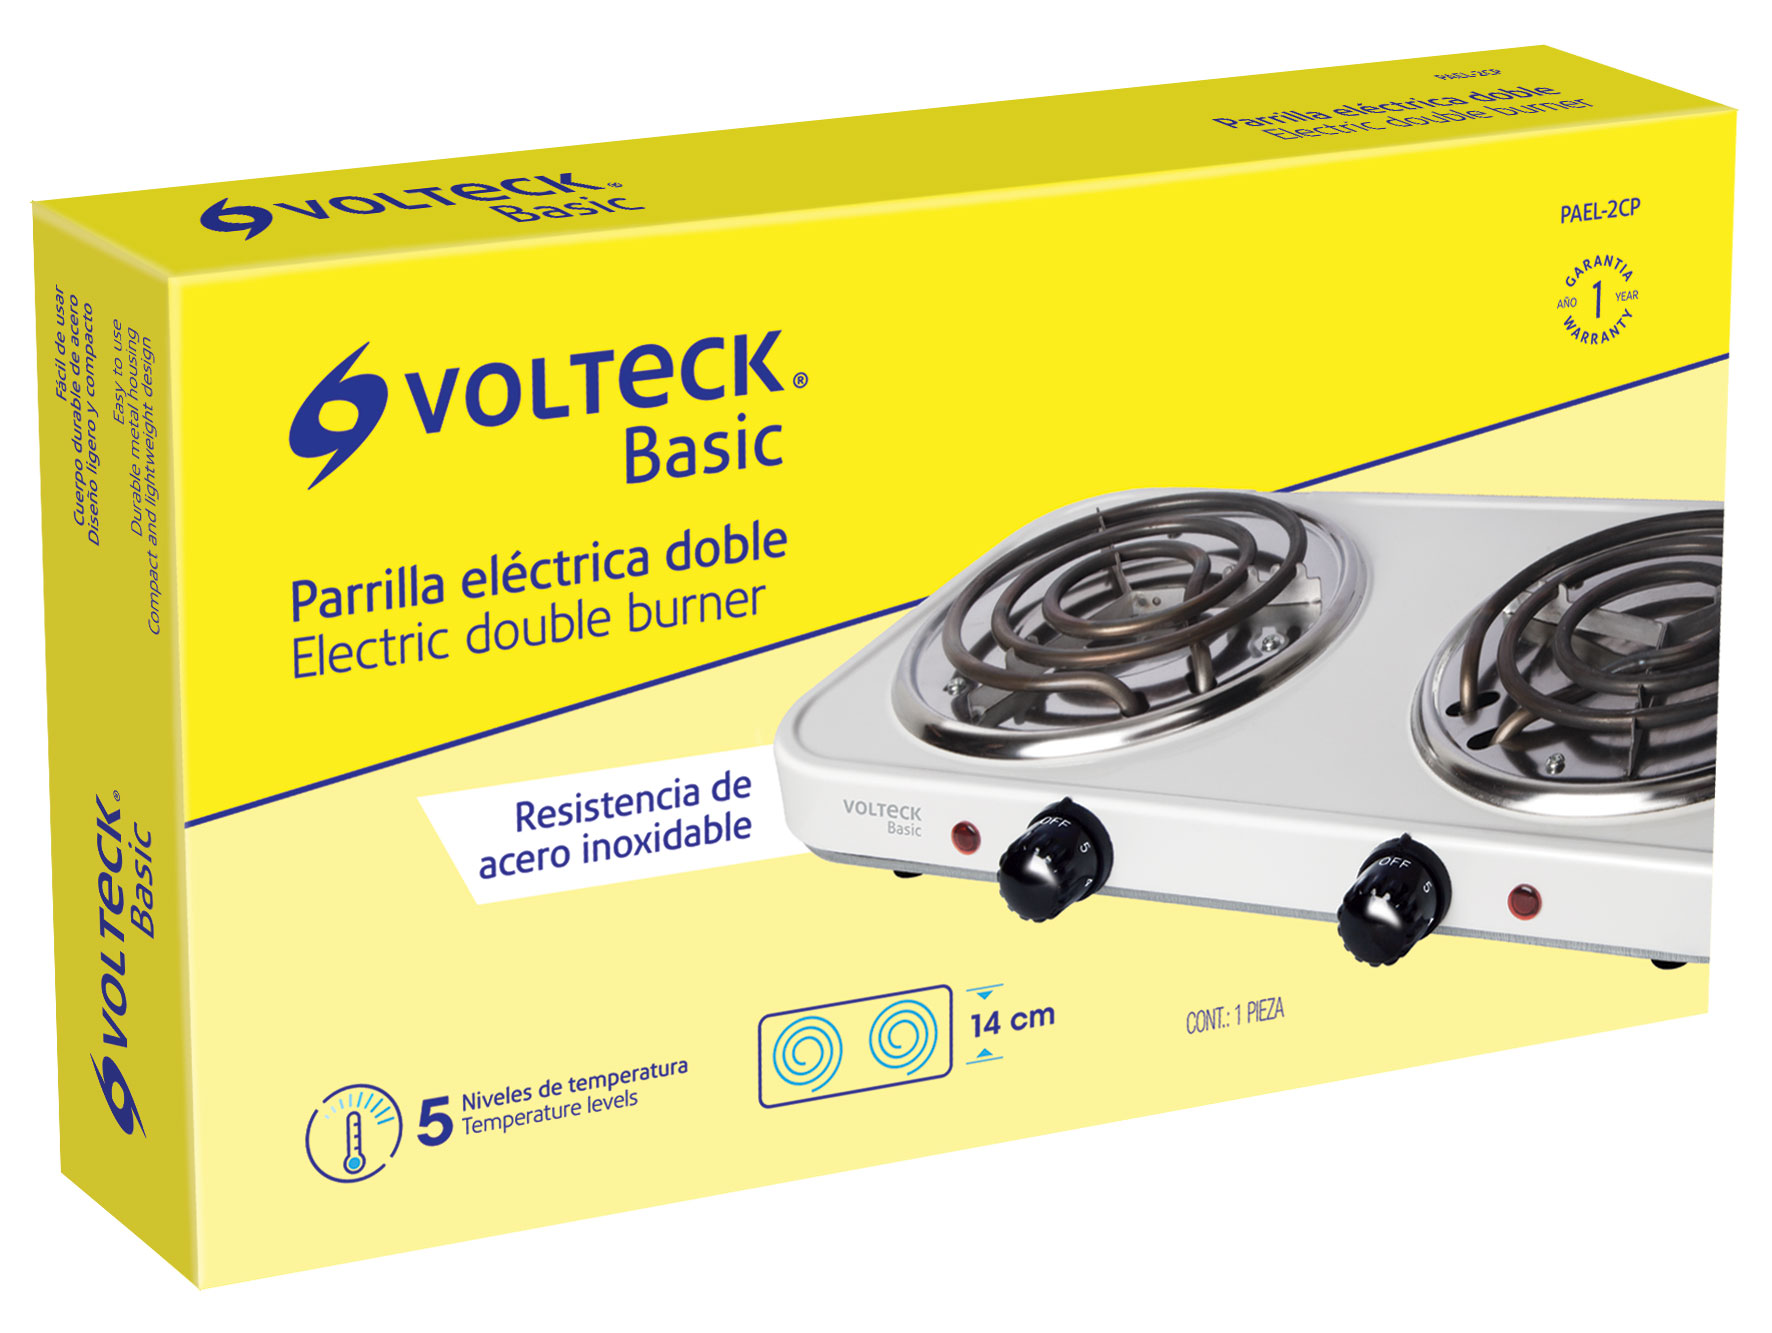 PAEL-2CP
Parrilla eléctrica doble
Electric double burner
VOLTECK®
Basic
Fácil de usar
Cuerpo durable de acero
Diseño ligero y compacto
Easy to use
Durable metal housing
Compact and lightweight design
VOLTECK®
Basic
PAEL-2CP
GARANTIA
AÑO 1 YEAR
WARRANTY
VOLTECK®
Basic
Parrilla eléctrica doble
Electric double burner
Resistencia de
acero inoxidable
VOLTECK
Basic
OFF
5
OFF
5
5 Niveles de temperatura
Temperature levels
14 cm
CONT.: 1 PIEZA